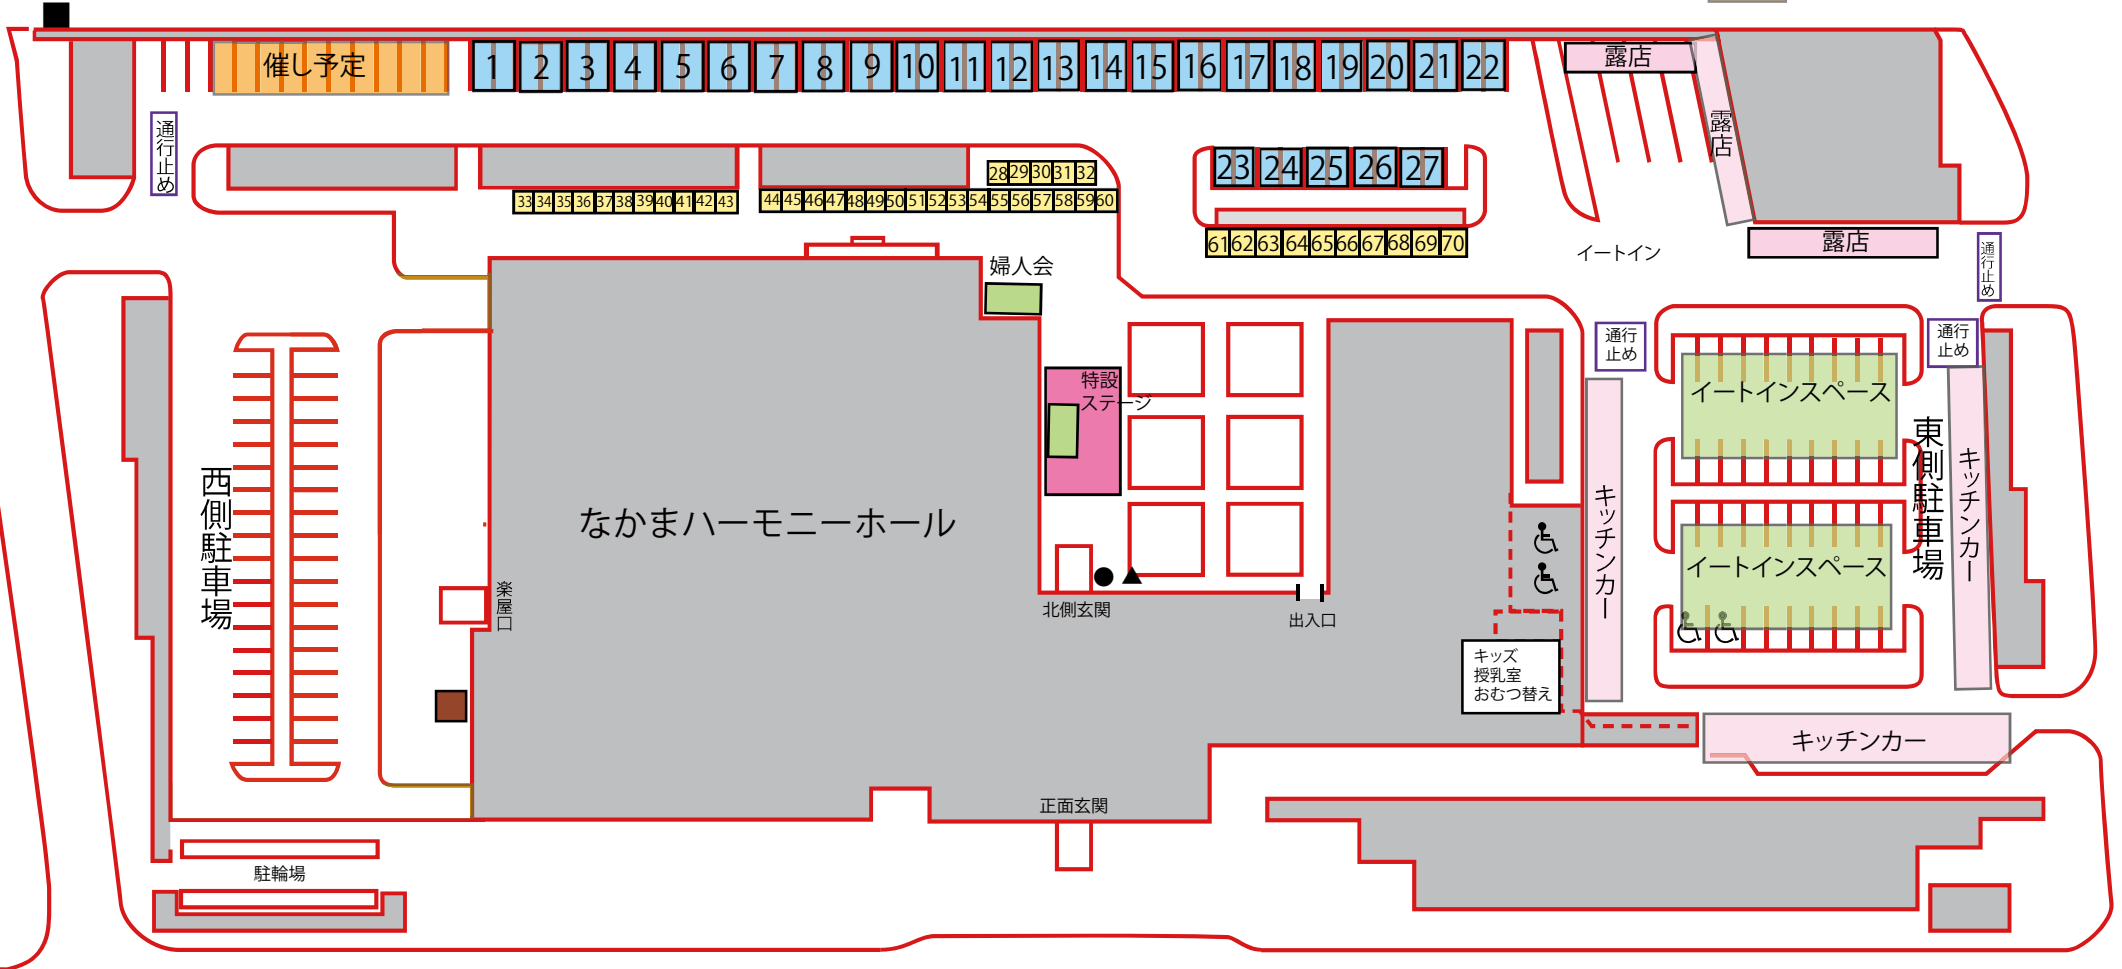 催し予定
1 2 3 4 5 6 7 8 9 10 11 12 13 14 15 16 17 18 19 20 21 22
露店
露店
通行止め
23 24 25 26 27
28 29 30 31 32
33 34 35 36 37 38 39 40 41 42 43
44 45 46 47 48 49 50 51 52 53 54 55 56 57 58 59 60
61 62 63 64 65 66 67 68 69 70
イートイン
露店
通行止め
婦人会
通行
止め
通行
止め
特設
ステージ
イートインスペース
東側駐車場
キッチンカー
キッチンカー
西側駐車場
なかまハーモニーホール
イートインスペース
楽屋口
北側玄関
出入口
キッズ
授乳室
おむつ替え
キッチンカー
正面玄関
駐輪場